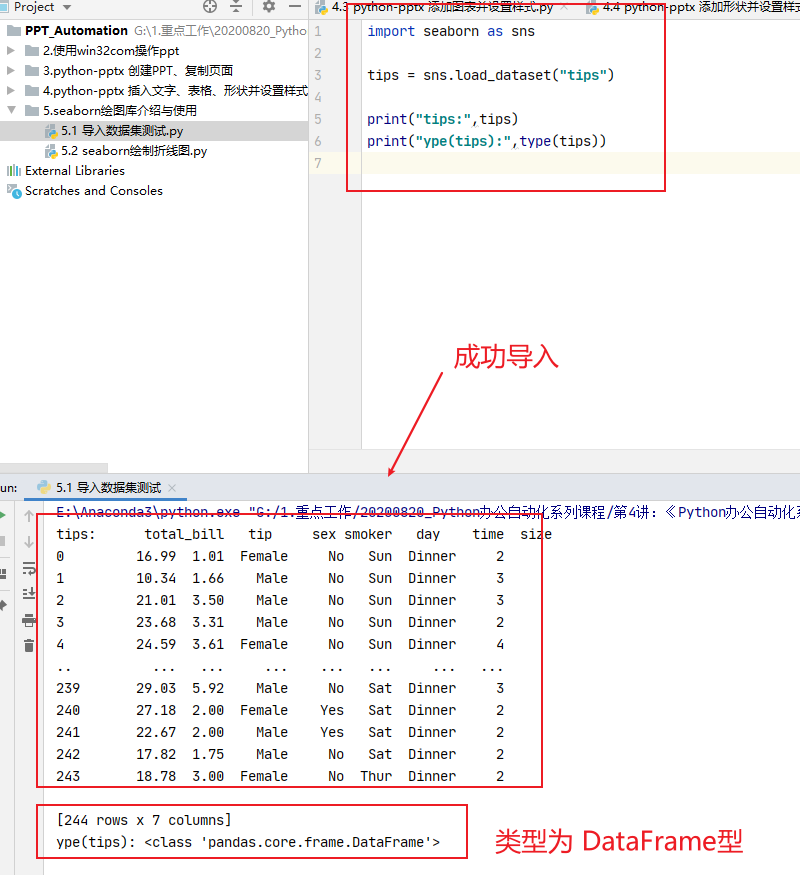 Project
4.3 python-pptx 添加图表并设置样式.py
4.4 python-pptx 添加形状并设置样式
PPT_Automation G:\1.重点工作\20200820_Pytho
2.使用win32com操作ppt
3.python-pptx 创建PPT、复制页面
4.python-pptx 插入文字、表格、形状并设置样式
5.seaborn绘图库介绍与使用
5.1 导入数据集测试.py
5.2 seaborn绘制折线图.py
External Libraries
Scratches and Consoles
1 import seaborn as sns
2
3 tips = sns.load_dataset("tips")
4
5 print("tips:",tips)
6 print("ype(tips):",type(tips))
7
成功导入
un: 5.1 导入数据集测试
E:\Anaconda3\python.exe "G:/1.重点工作/20200820_Python办公自动化系列课程/第4讲:《Python办公自动化系
tips: total_bill tip sex smoker day time size
0 16.99 1.01 Female No Sun Dinner 2
1 10.34 1.66 Male No Sun Dinner 3
2 21.01 3.50 Male No Sun Dinner 3
3 23.68 3.31 Male No Sun Dinner 2
4 24.59 3.61 Female No Sun Dinner 4
.. ... ... ... ... ... ... ...
239 29.03 5.92 Male No Sat Dinner 3
240 27.18 2.00 Female Yes Sat Dinner 2
241 22.67 2.00 Male Yes Sat Dinner 2
242 17.82 1.75 Male No Sat Dinner 2
243 18.78 3.00 Female No Thur Dinner 2
[244 rows x 7 columns]
ype(tips): <class 'pandas.core.frame.DataFrame'>
类型为 DataFrame型